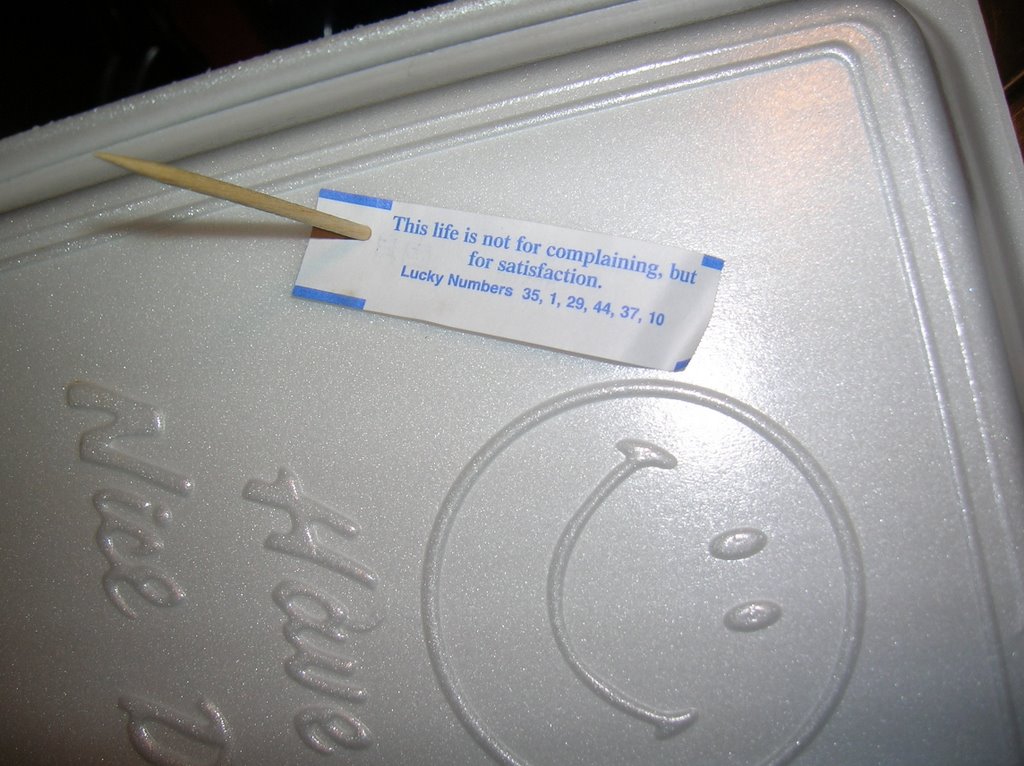 This life is not for complaining, but
for satisfaction.
Lucky Numbers 35, 1, 29, 44, 37, 10
Have
Nice D